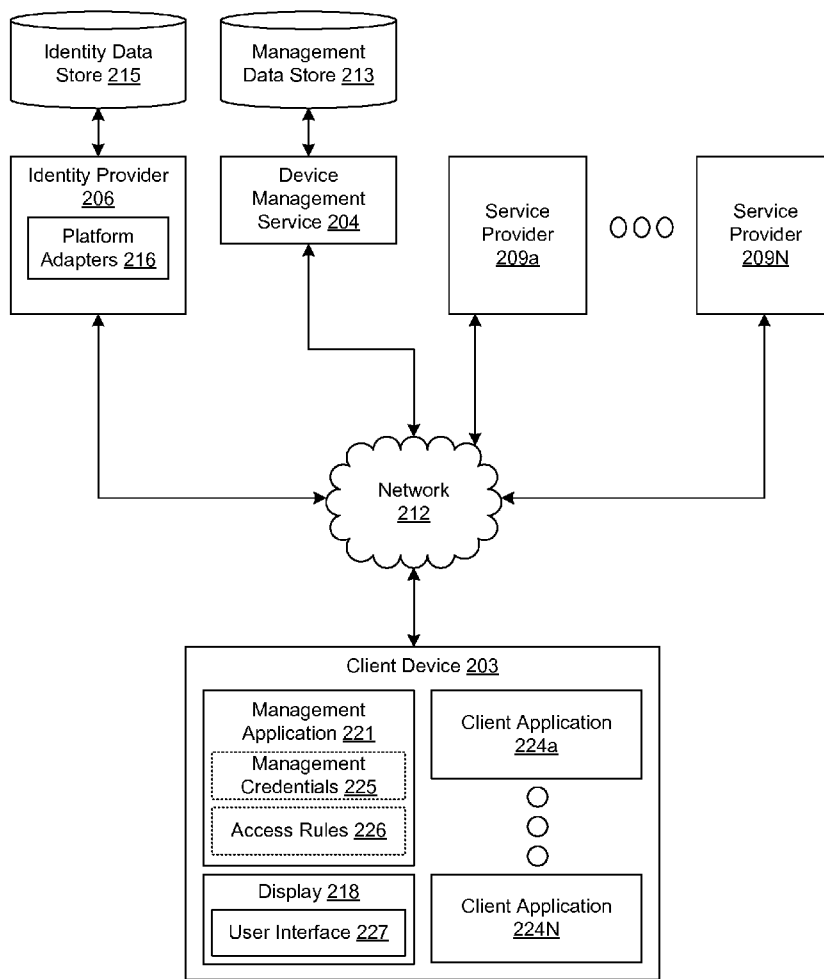 Identity Data
Store 215
Management
Data Store 213
Identity Provider
206
Platform
Adapters 216
Device
Management
Service 204
Service
Provider
209a
Service
Provider
209N
Network
212
Client Device 203
Management
Application 221
Management
Credentials 225
Access Rules 226
Display 218
User Interface 227
Client Application
224a
Client Application
224N